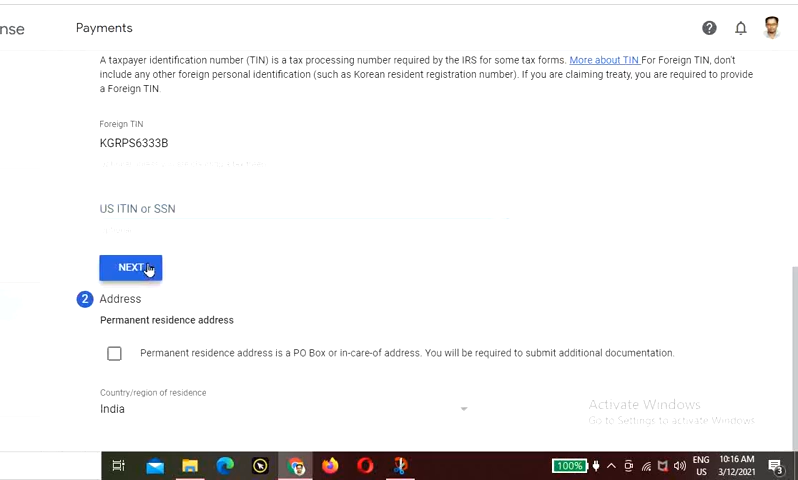 nse
Payments
A taxpayer identification number (TIN) is a tax processing number required by the IRS for some tax forms. More about TIN For Foreign TIN, don't
include any other foreign personal identification (such as Korean resident registration number). If you are claiming treaty, you are required to provide
a Foreign TIN.
Foreign TIN
KGRPS6333B
US ITIN or SSN
NEXT
2 Address
Permanent residence address
Permanent residence address is a PO Box or in-care-of address. You will be required to submit additional documentation.
Country/region of residence
India
Activate Windows
Go to Settings to activate Windows.
100%
ENG
US
10:16 AM
3/12/2021
3